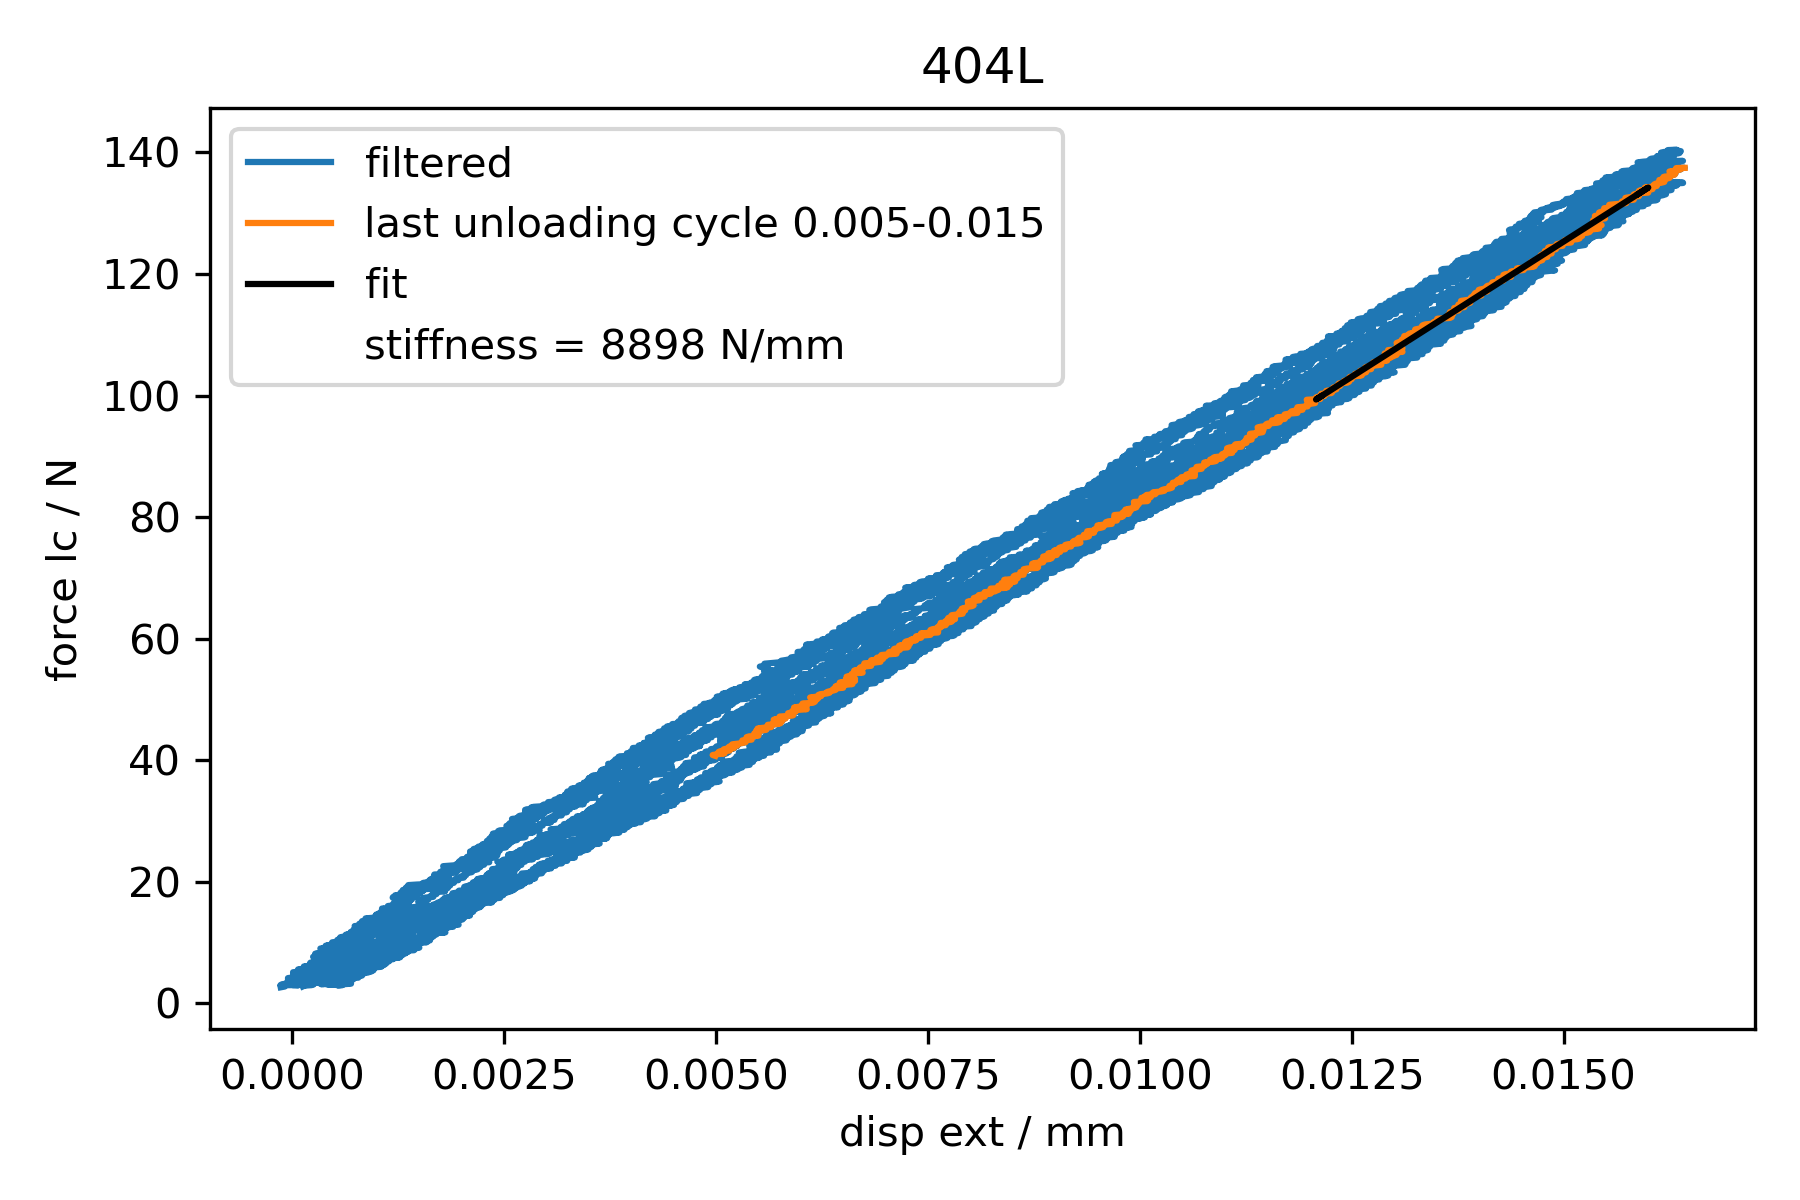 404L
filtered
last unloading cycle 0.005-0.015
fit
stiffness = 8898 N/mm
140
120
100
80
60
40
20
0
force lc / N
0.0000 0.0025 0.0050 0.0075 0.0100 0.0125 0.0150
disp ext / mm